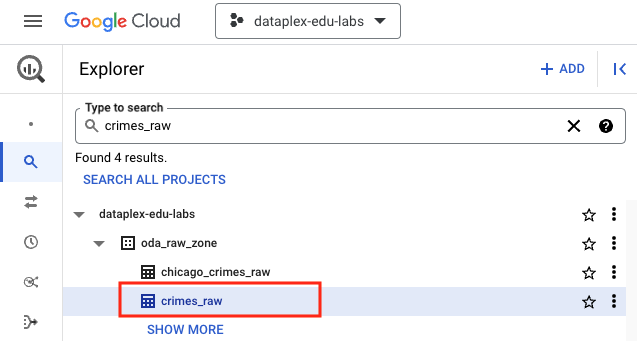 Google Cloud
dataplex-edu-labs
Explorer
+ ADD
Type to search
crimes_raw
Found 4 results.
SEARCH ALL PROJECTS
dataplex-edu-labs
oda_raw_zone
chicago_crimes_raw
crimes_raw
SHOW MORE